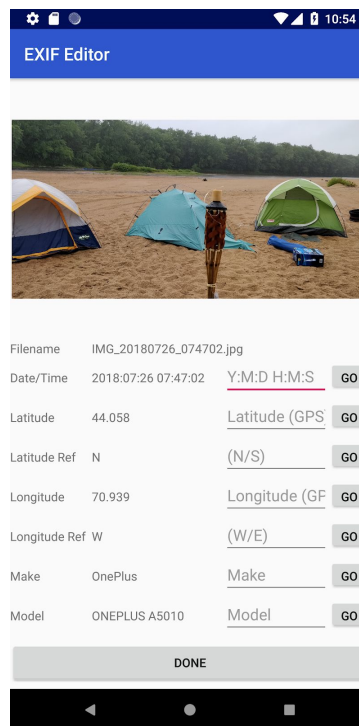 10:54
EXIF Editor
Filename IMG_20180726_074702.jpg
Date/Time 2018:07:26 07:47:02 Y:M:D H:M:S GO
Latitude 44.058 Latitude (GPS GO
Latitude Ref N (N/S) GO
Longitude 70.939 Longitude (GP GO
Longitude Ref W (W/E) GO
Make OnePlus Make GO
Model ONEPLUS A5010 Model GO
DONE